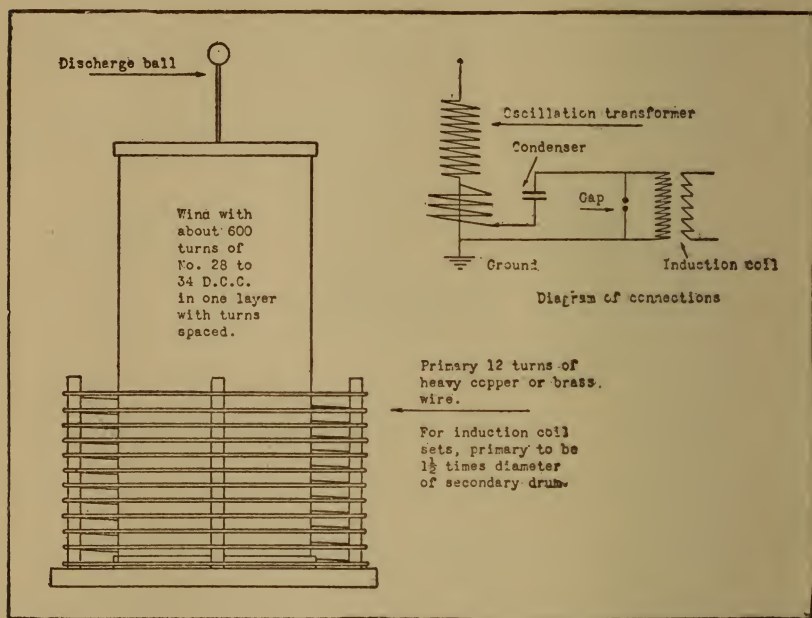 Discharge ball
Oscillation transformer
Condenser
Gap
Ground
Induction coil
Diagram of connections
Wind with
about 600
turns of
No. 28 to
34 D.C.C.
in one layer
with turns
spaced.
Primary 12 turns of
heavy copper or brass.
wire.
For induction coil
sets, primary to be
1½ times diameter
of secondary drum.